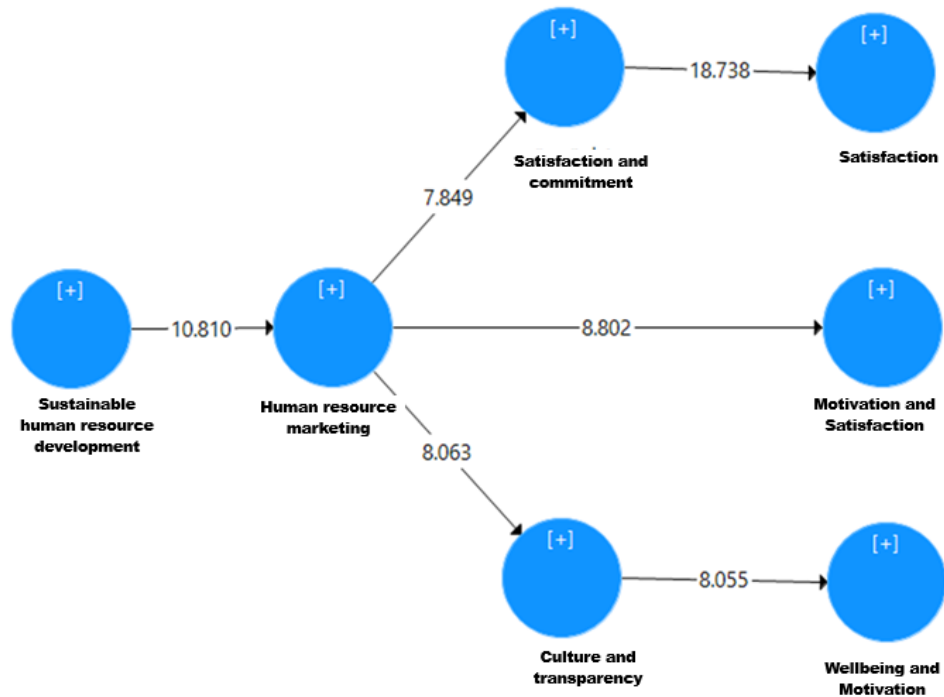 [+]
[+]
18.738
Satisfaction and
commitment
Satisfaction
7.849
[+]
[+]
[+]
10.810
8.802
Sustainable
human resource
development
Human resource
marketing
Motivation and
Satisfaction
8.063
[+]
[+]
8.055
Culture and
transparency
Wellbeing and
Motivation